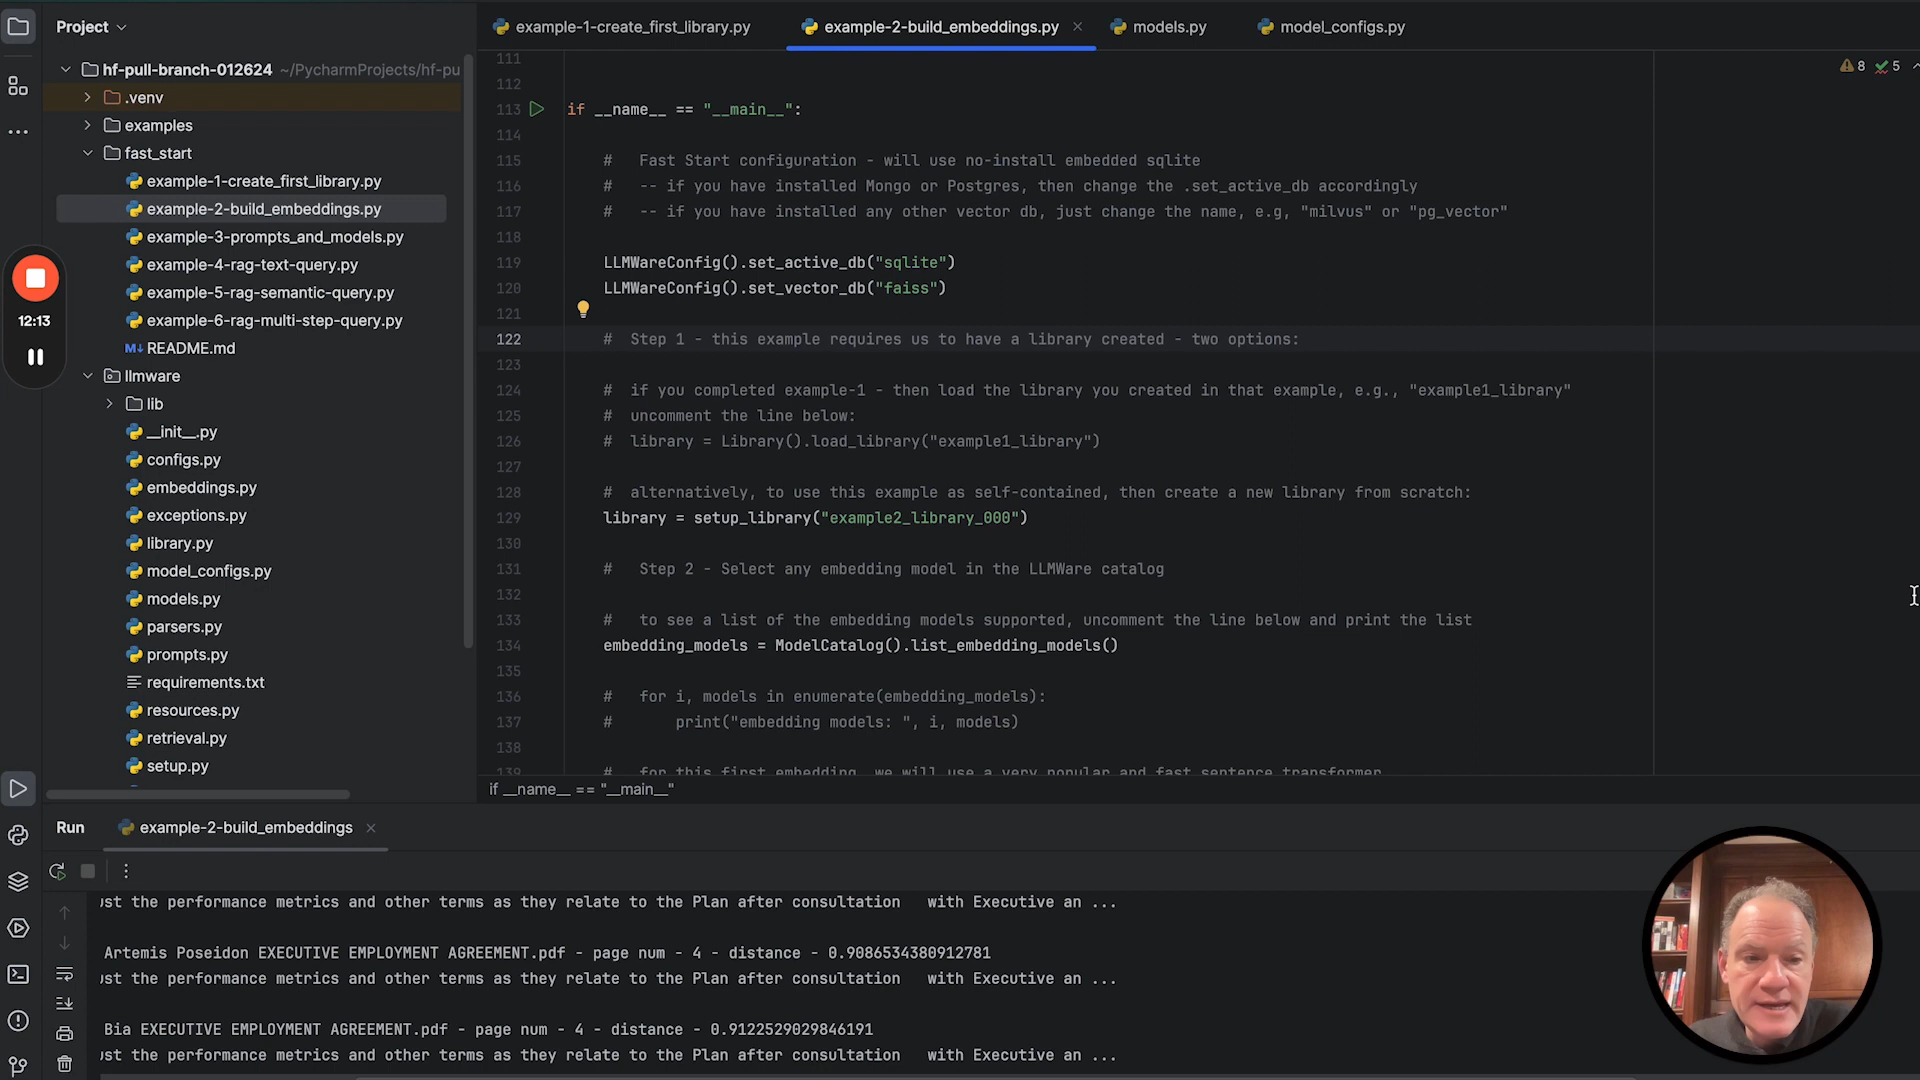 Project
example-1-create_first_library.py
example-2-build_embeddings.py
models.py
model_configs.py
hf-pull-branch-012624 ~/PycharmProjects/hf-pu
.venv
examples
fast_start
example-1-create_first_library.py
example-2-build_embeddings.py
example-3-prompts_and_models.py
example-4-rag-text-query.py
example-5-rag-semantic-query.py
example-6-rag-multi-step-query.py
README.md
llmware
lib
__init__.py
configs.py
embeddings.py
exceptions.py
library.py
model_configs.py
models.py
parsers.py
prompts.py
requirements.txt
resources.py
retrieval.py
setup.py
12:13
8 5
111
112
113 if __name__ == "__main__":
114
115 # Fast Start configuration - will use no-install embedded sqlite
116 # -- if you have installed Mongo or Postgres, then change the .set_active_db accordingly
117 # -- if you have installed any other vector db, just change the name, e.g, "milvus" or "pg_vector"
118
119 LLMWareConfig().set_active_db("sqlite")
120 LLMWareConfig().set_vector_db("faiss")
121
122 # Step 1 - this example requires us to have a library created - two options:
123
124 # if you completed example-1 - then load the library you created in that example, e.g., "example1_library"
125 # uncomment the line below:
126 # library = Library().load_library("example1_library")
127
128 # alternatively, to use this example as self-contained, then create a new library from scratch:
129 library = setup_library("example2_library_000")
130
131 # Step 2 - Select any embedding model in the LLMWare catalog
132
133 # to see a list of the embedding models supported, uncomment the line below and print the list
134 embedding_models = ModelCatalog().list_embedding_models()
135
136 # for i, models in enumerate(embedding_models):
137 # print("embedding models: ", i, models)
138
139 # for this first embedding, we will use a very popular and fast sentence transformer
if __name__ == "__main__"
Run
example-2-build_embeddings
ust the performance metrics and other terms as they relate to the Plan after consultation with Executive an ...
Artemis Poseidon EXECUTIVE EMPLOYMENT AGREEMENT.pdf - page num - 4 - distance - 0.9086534380912781
ust the performance metrics and other terms as they relate to the Plan after consultation with Executive an ...
Bia EXECUTIVE EMPLOYMENT AGREEMENT.pdf - page num - 4 - distance - 0.9122529029846191
ust the performance metrics and other terms as they relate to the Plan after consultation with Executive an ...